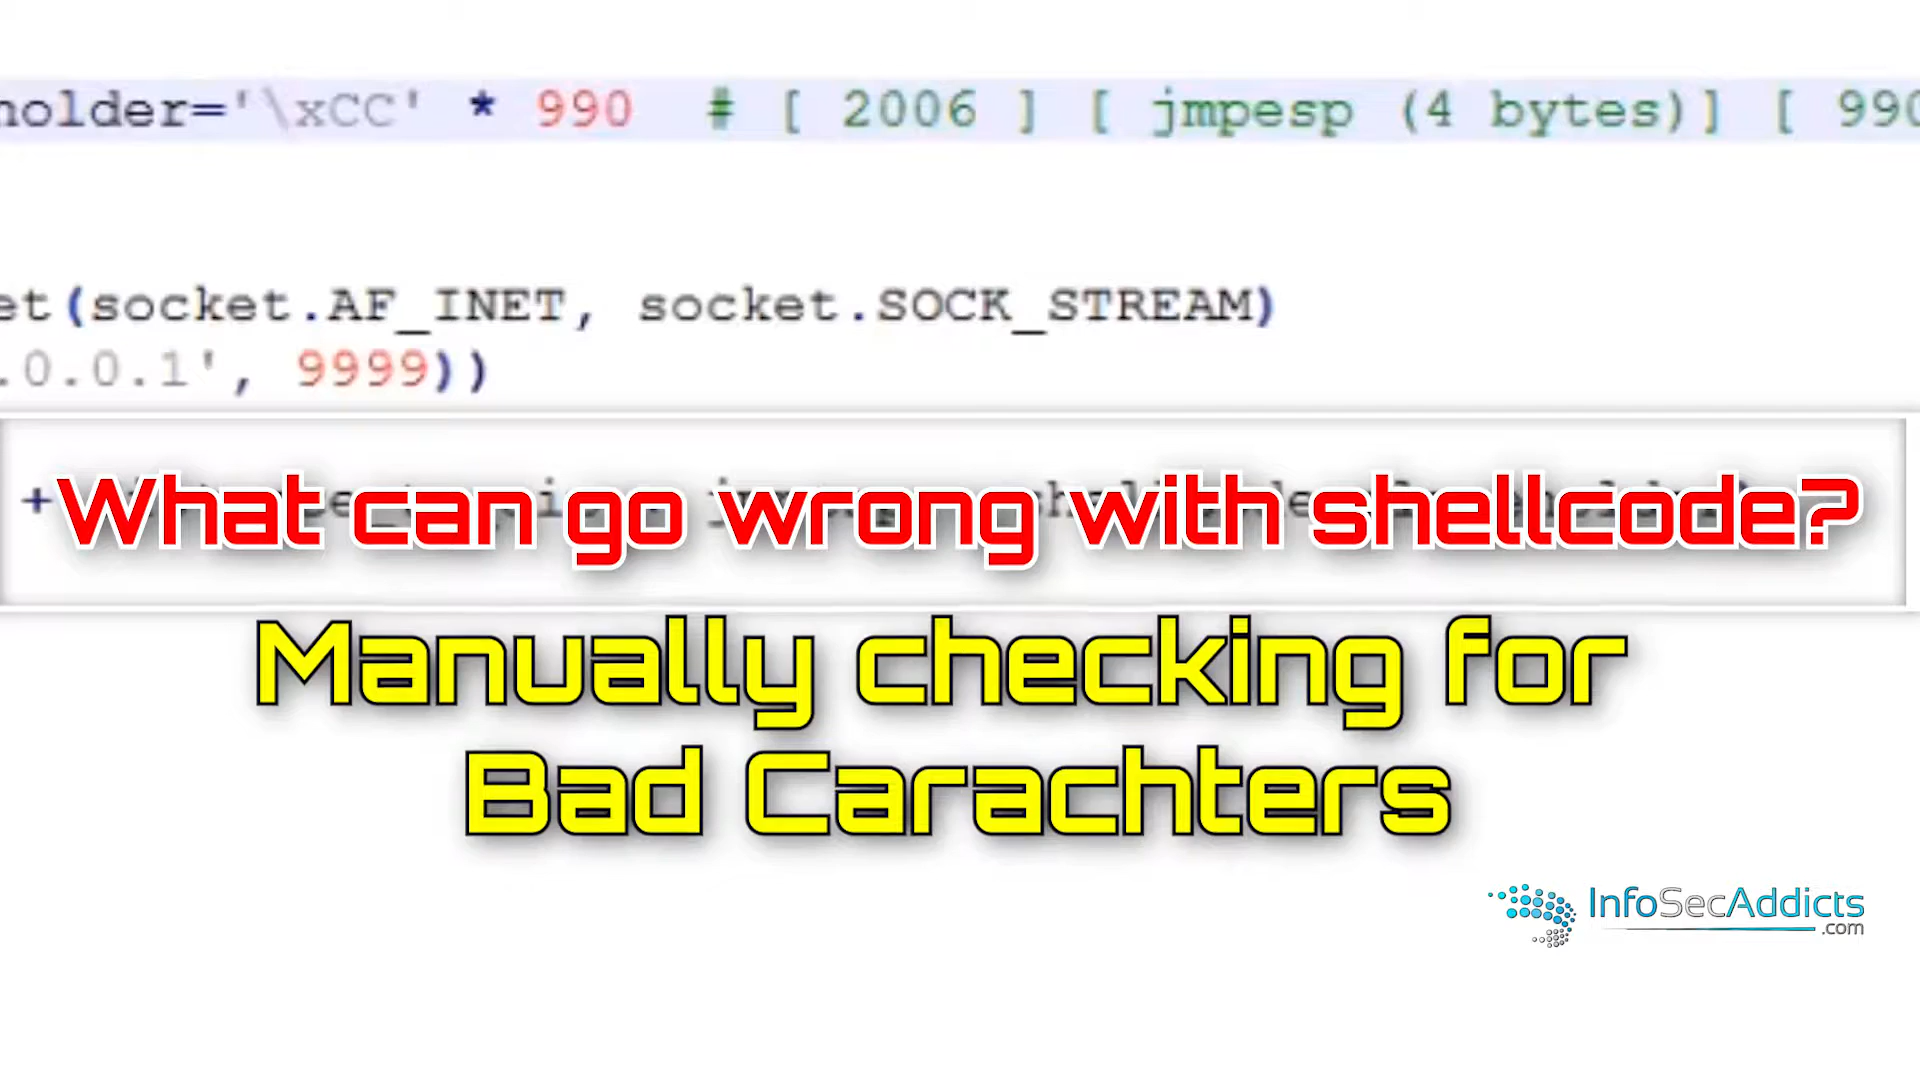 holder='\xCC' * 990 # [ 2006 ] [ jmpesp (4 bytes)] [ 990
et(socket.AF_INET, socket.SOCK_STREAM)
.0.0.1', 9999))
+
What can go wrong with shellcode?
Manually checking for
Bad Carachters
InfoSecAddicts
.com